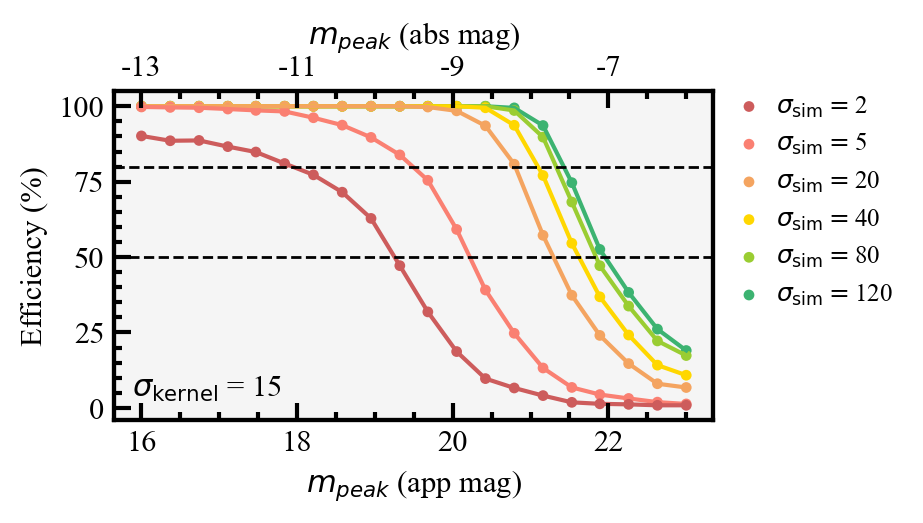 m_peak (abs mag)
-13 -11 -9 -7
100
75
50
25
0
Efficiency (%)
σ_kernel = 15
16 18 20 22
m_peak (app mag)
σ_sim = 2
σ_sim = 5
σ_sim = 20
σ_sim = 40
σ_sim = 80
σ_sim = 120